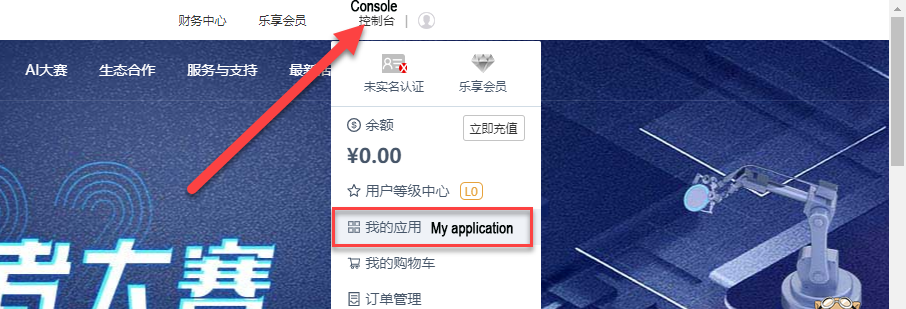 Console
财务中心 乐享会员 控制台 |
AI大赛 生态合作 服务与支持 最新活
未实名认证 乐享会员
余额 立即充值
¥0.00
用户等级中心 L0
我的应用 My application
我的购物车
订单管理
22
者大赛